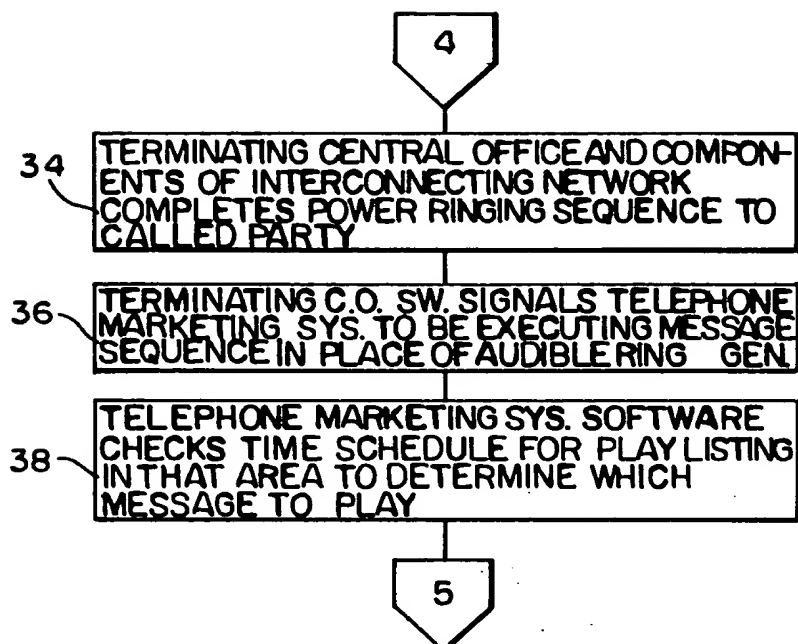 4
34
TERMINATING CENTRAL OFFICE AND COMPON-
ENTS OF INTERCONNECTING NETWORK
COMPLETES POWER RINGING SEQUENCE TO
CALLED PARTY
36
TERMINATING C.O. SW. SIGNALS TELEPHONE
MARKETING SYS. TO BE EXECUTING MESSAGE
SEQUENCE IN PLACE OF AUDIBLE RING GEN.
38
TELEPHONE MARKETING SYS. SOFTWARE
CHECKS TIME SCHEDULE FOR PLAY LISTING
IN THAT AREA TO DETERMINE WHICH
MESSAGE TO PLAY
5